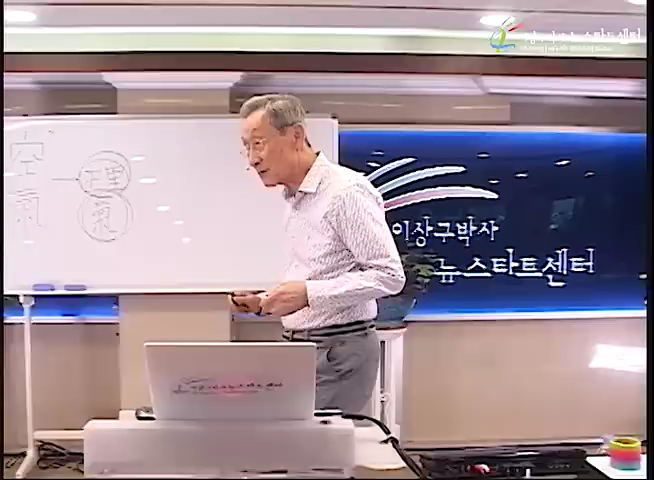 空 理
氣 氣
이상구박사
뉴스타트센터